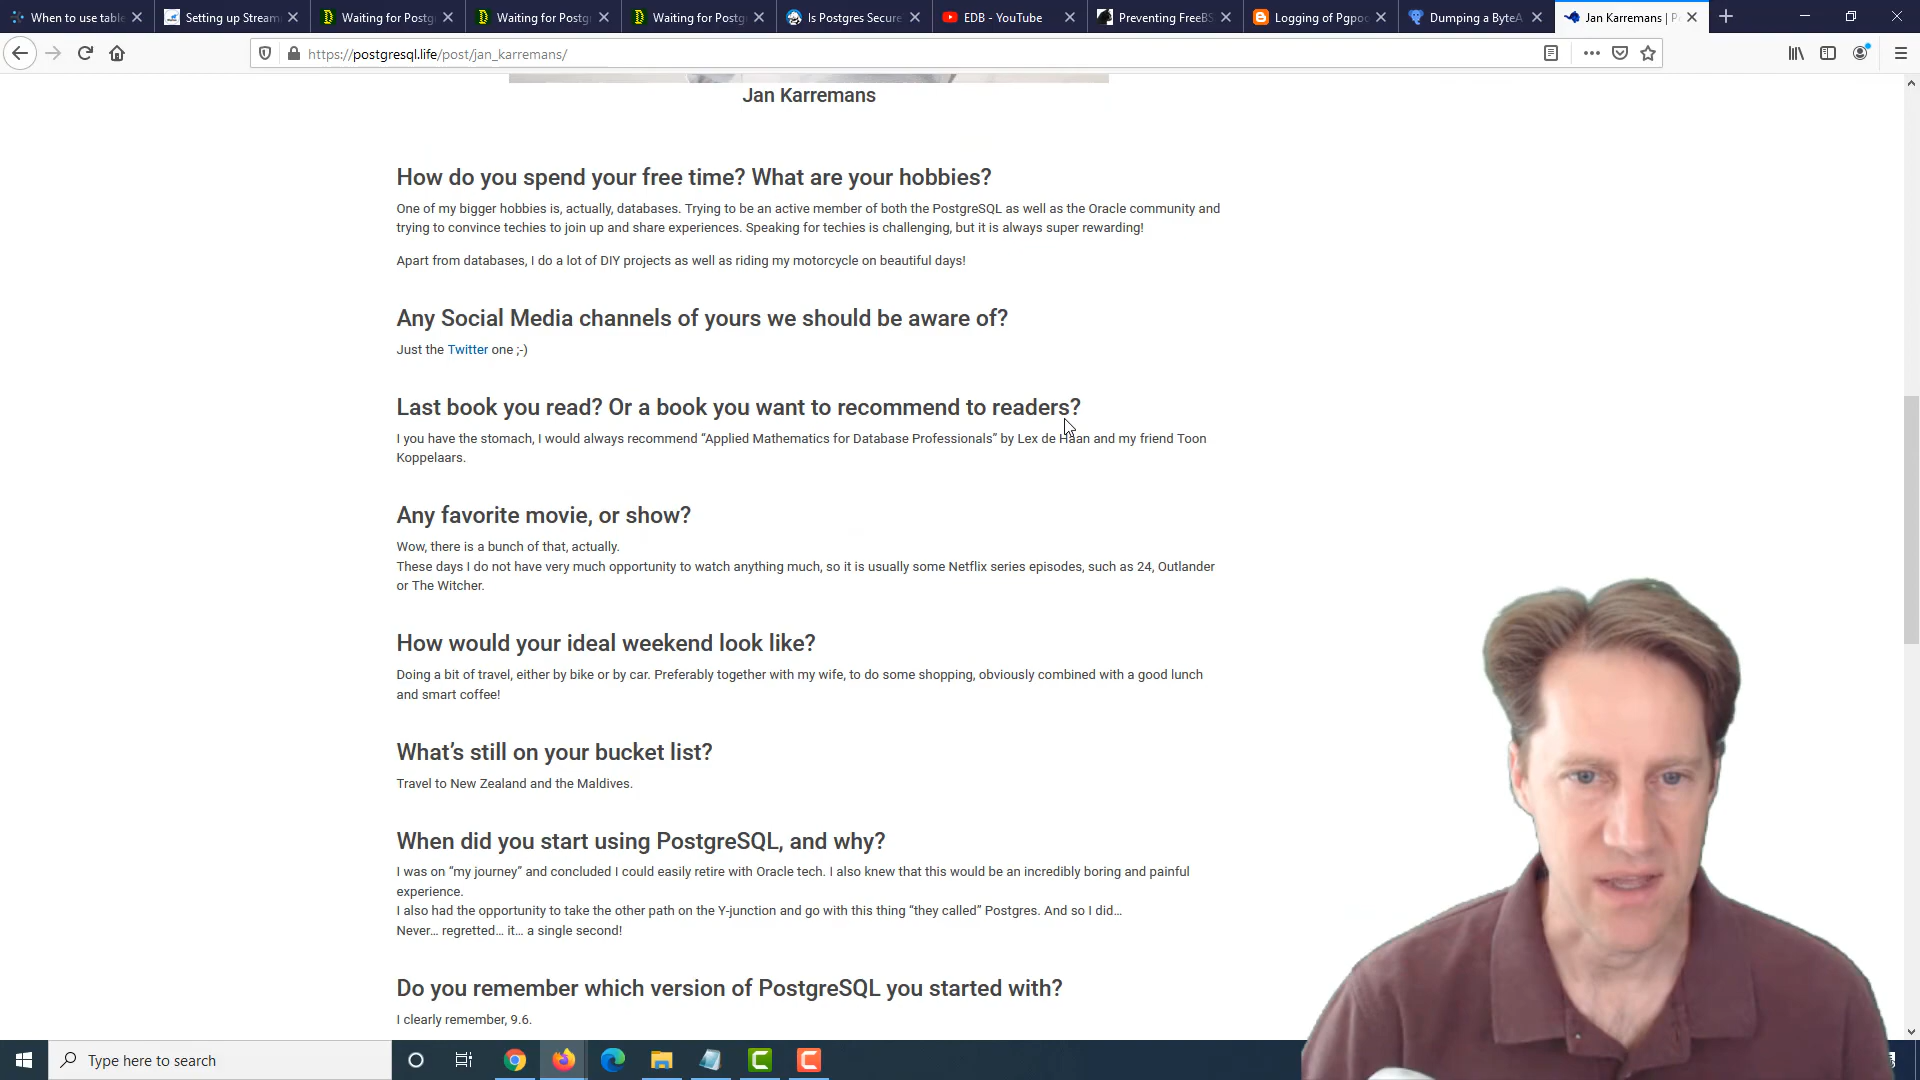 When to use table
Setting up Stream
Waiting for Postg
Waiting for Postg
Waiting for Postg
Is Postgres Secure
EDB - YouTube
Preventing FreeBS
Logging of Pgpoo
Dumping a ByteA
Jan Karremans | P
https://postgresql.life/post/jan_karremans/
Jan Karremans
How do you spend your free time? What are your hobbies?
One of my bigger hobbies is, actually, databases. Trying to be an active member of both the PostgreSQL as well as the Oracle community and
trying to convince techies to join up and share experiences. Speaking for techies is challenging, but it is always super rewarding!
Apart from databases, I do a lot of DIY projects as well as riding my motorcycle on beautiful days!
Any Social Media channels of yours we should be aware of?
Just the Twitter one ;-)
Last book you read? Or a book you want to recommend to readers?
I you have the stomach, I would always recommend “Applied Mathematics for Database Professionals” by Lex de Haan and my friend Toon
Koppelaars.
Any favorite movie, or show?
Wow, there is a bunch of that, actually.
These days I do not have very much opportunity to watch anything much, so it is usually some Netflix series episodes, such as 24, Outlander
or The Witcher.
How would your ideal weekend look like?
Doing a bit of travel, either by bike or by car. Preferably together with my wife, to do some shopping, obviously combined with a good lunch
and smart coffee!
What’s still on your bucket list?
Travel to New Zealand and the Maldives.
When did you start using PostgreSQL, and why?
I was on “my journey” and concluded I could easily retire with Oracle tech. I also knew that this would be an incredibly boring and painful
experience.
I also had the opportunity to take the other path on the Y-junction and go with this thing “they called” Postgres. And so I did…
Never… regretted… it… a single second!
Do you remember which version of PostgreSQL you started with?
I clearly remember, 9.6.
Type here to search